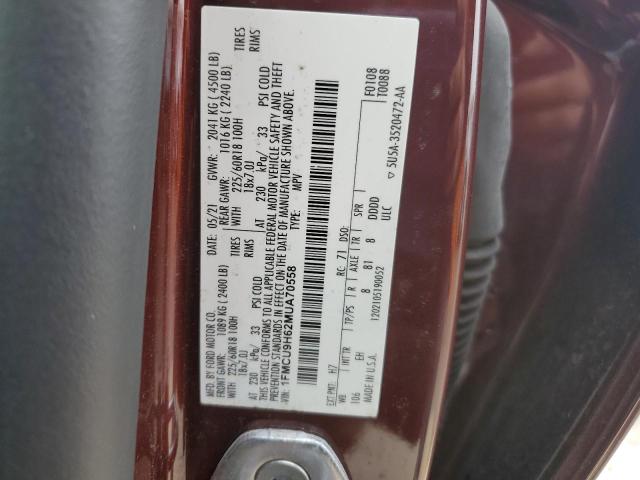 MFD. BY FORD MOTOR CO.
DATE: 05/21 GVWR: 2041 KG ( 4500 LB)
FRONT GAWR: 1089 KG ( 2400 LB) REAR GAWR: 1016 KG ( 2240 LB)
WITH 225/60R18 100H TIRES WITH 225/60R18 100H TIRES
18x7.0J RIMS 18x7.0J RIMS
AT 230 kPa/ 33 PSI COLD AT 230 kPa/ 33 PSI COLD
THIS VEHICLE CONFORMS TO ALL APPLICABLE FEDERAL MOTOR VEHICLE SAFETY AND THEFT
PREVENTION STANDARDS IN EFFECT ON THE DATE OF MANUFACTURE SHOWN ABOVE.
VIN: 1FMCU9H62MUA70558 TYPE: MPV
F0108
T0088
EXT PNT: H7 RC: 71 DSO:
WB INT TR TP/PS R AXLE TR SPR
106 EH 8 81 8 DDDD
ULC
MADE IN U.S.A. 1202105190052
5U5A-3520472-AA